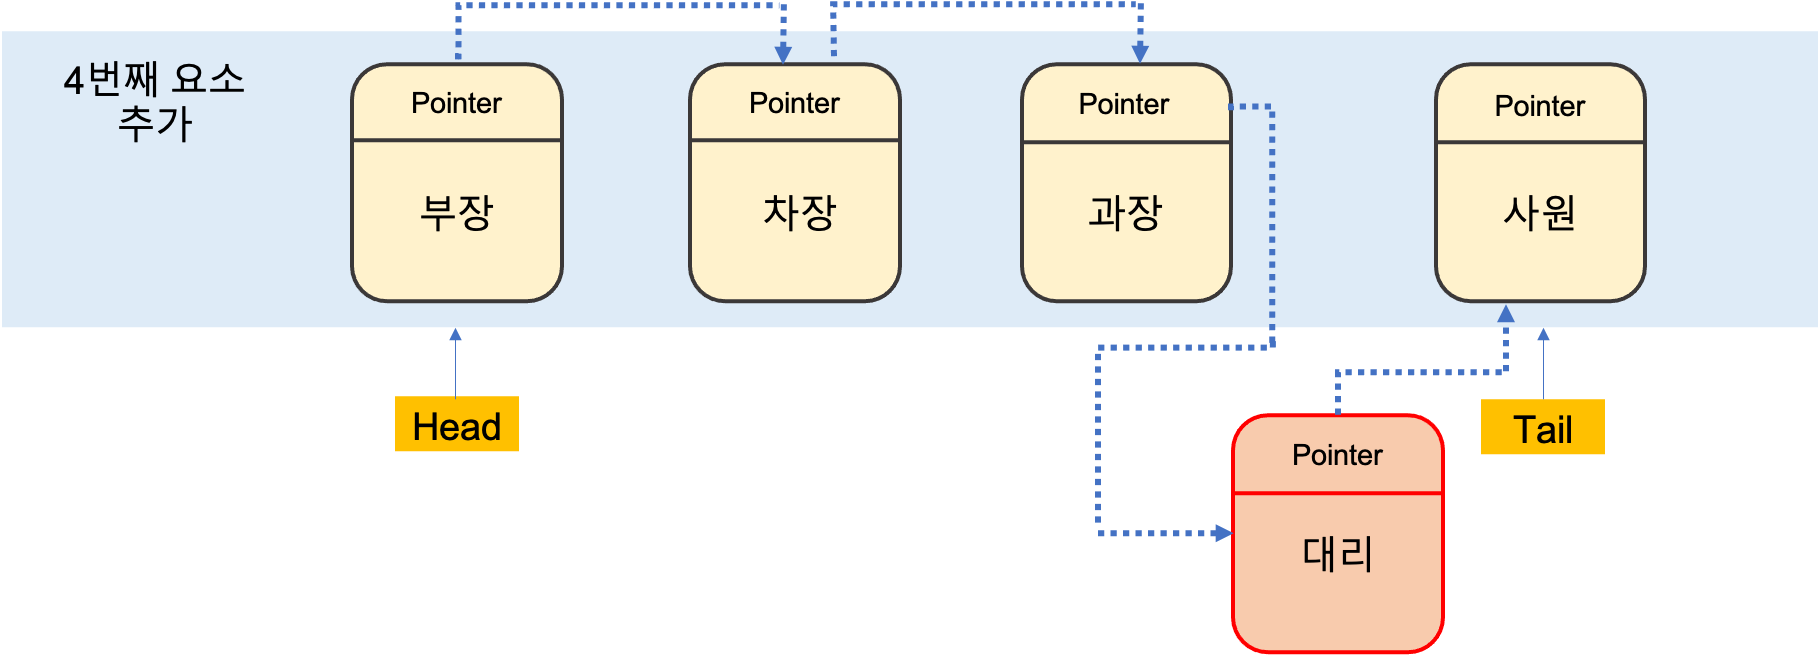 4번째 요소
추가
Pointer
부장
Pointer
차장
Pointer
과장
Pointer
사원
Head
Tail
Pointer
대리